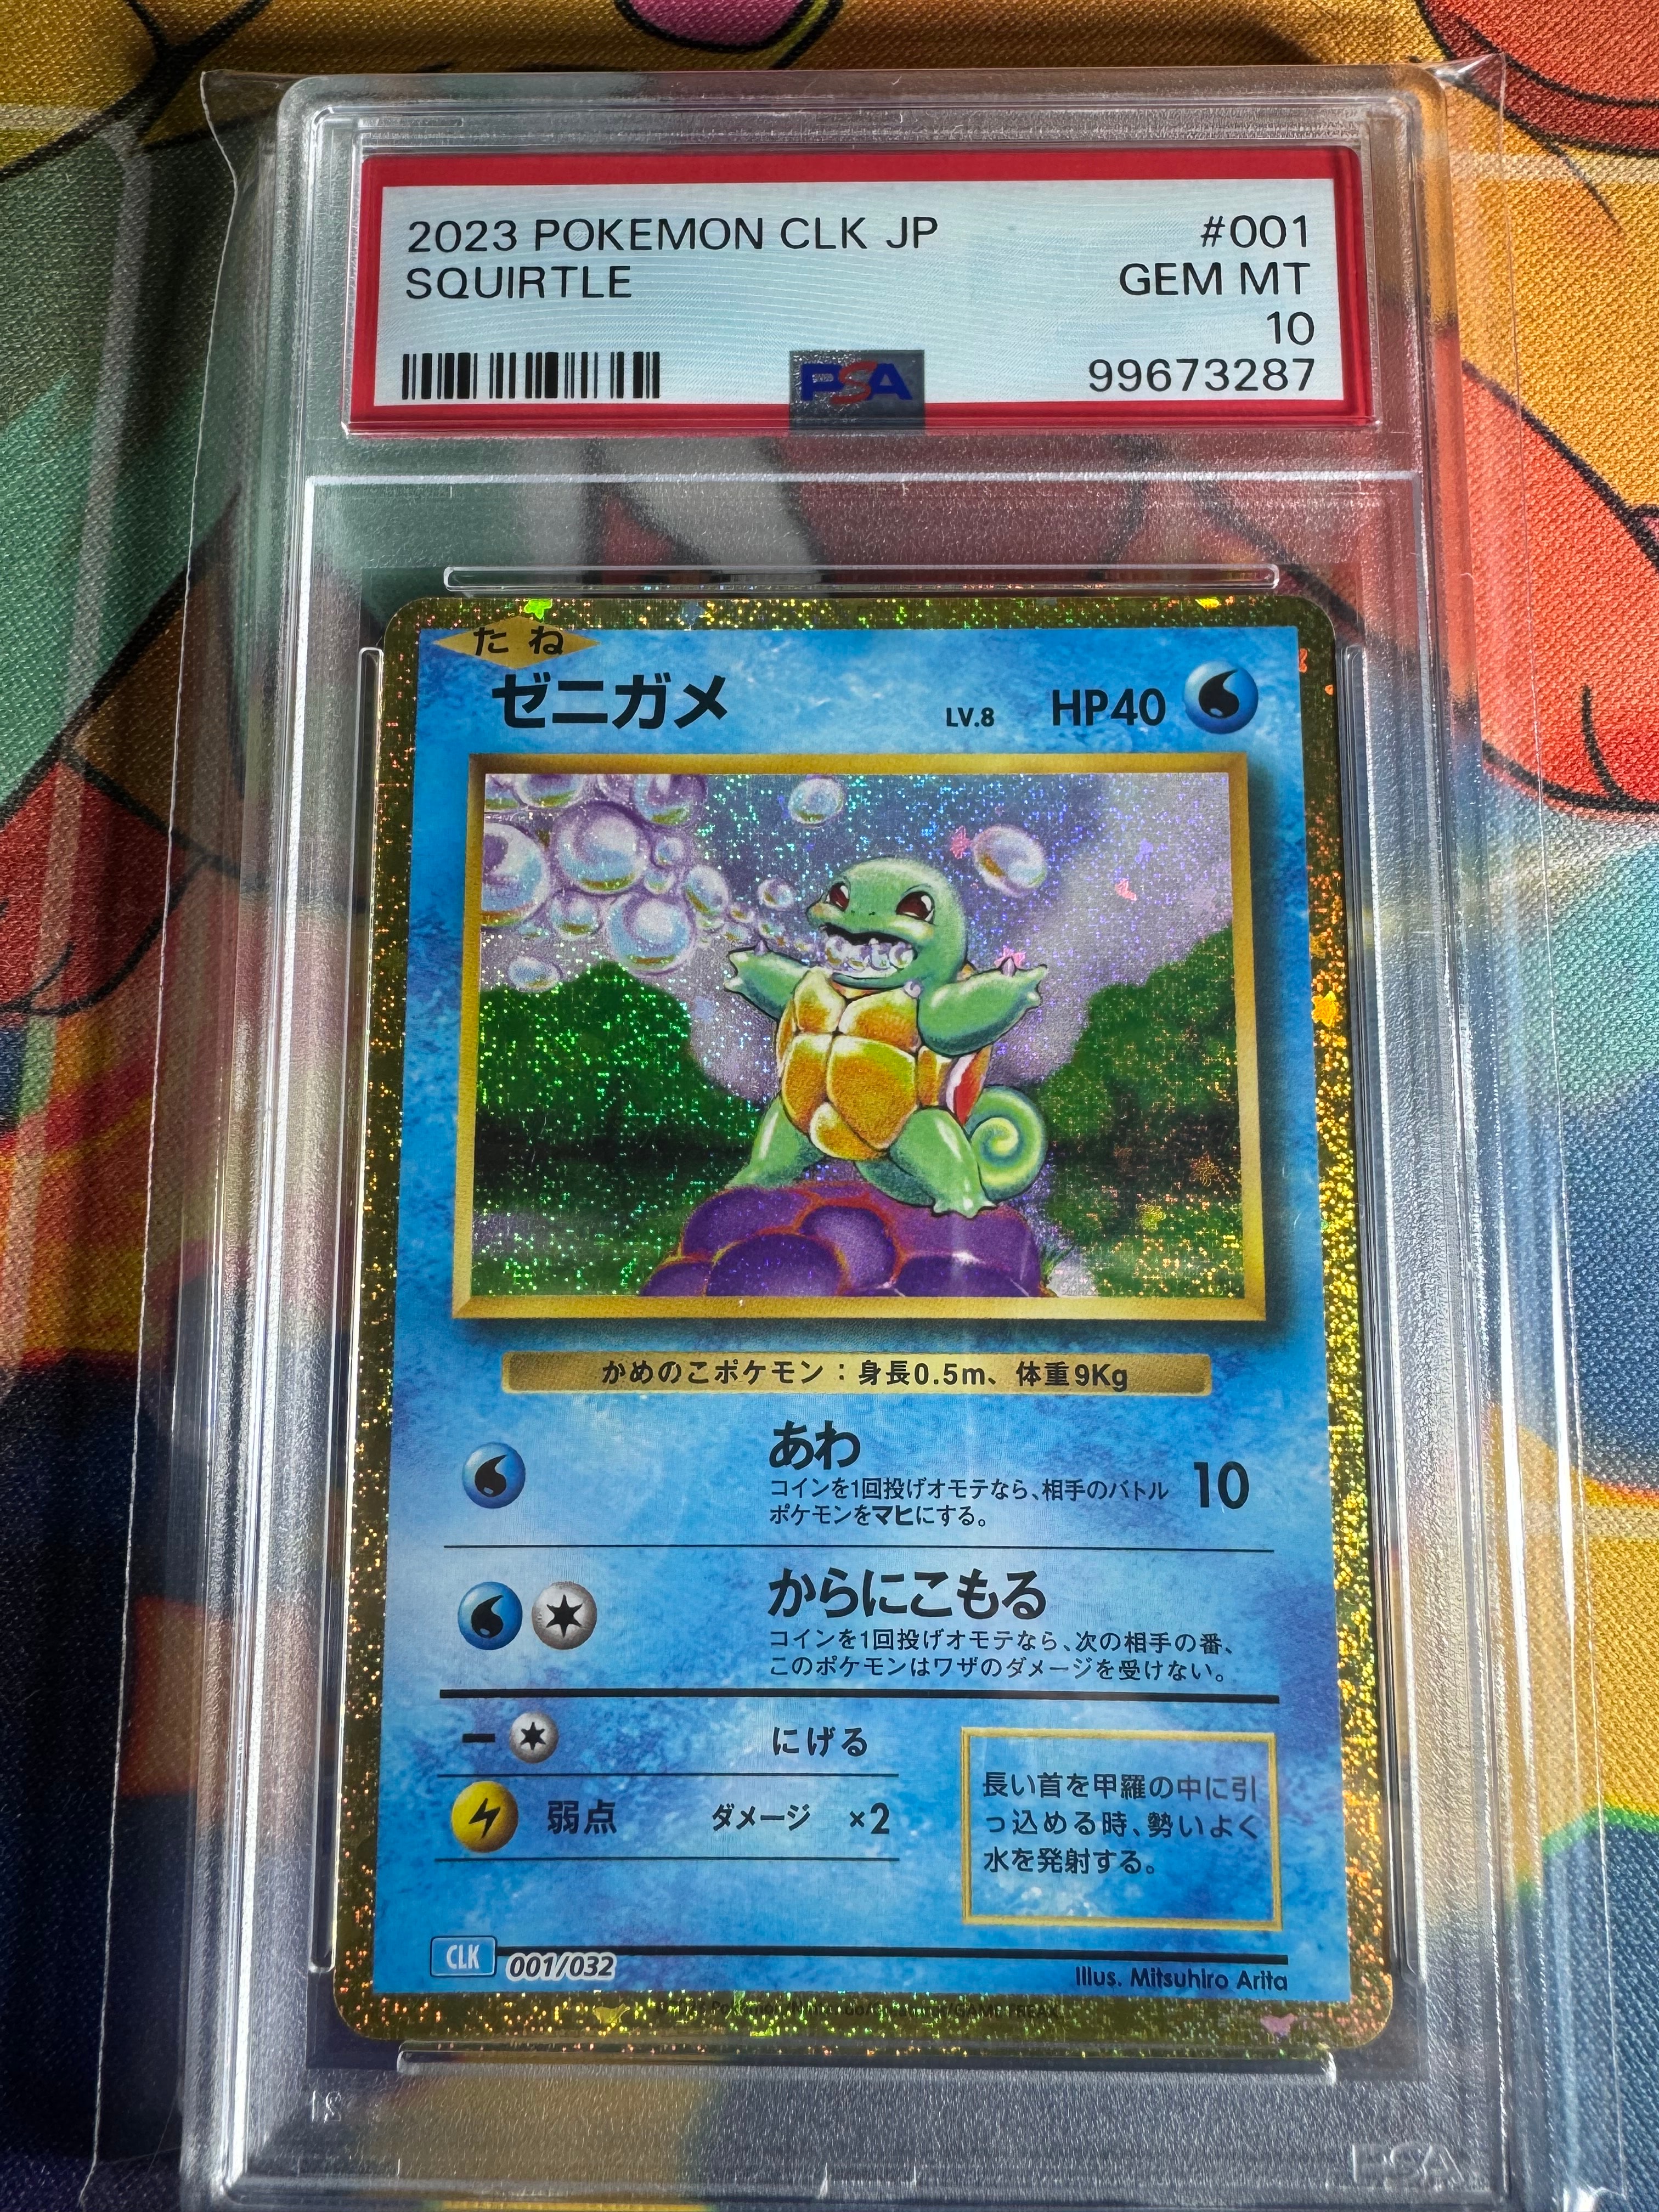 2023 POKEMON CLK JP #001
SQUIRTLE GEM MT
10
PSA 99673287
たね
ゼニガメ LV.8 HP40
かめのこポケモン：身長0.5m、体重9Kg
あわ
コインを1回投げオモテなら、相手のバトル
ポケモンをマヒにする。
10
からにこもる
コインを1回投げオモテなら、次の相手の番、
このポケモンはワザのダメージを受けない。
− にげる
弱点 ダメージ ×2
長い首を甲羅の中に引
っ込める時、勢いよく
水を発射する。
CLK 001/032
Illus. Mitsuhiro Arita
Pokémon/Nintendo/Creatures/GAME FREAK
PSA